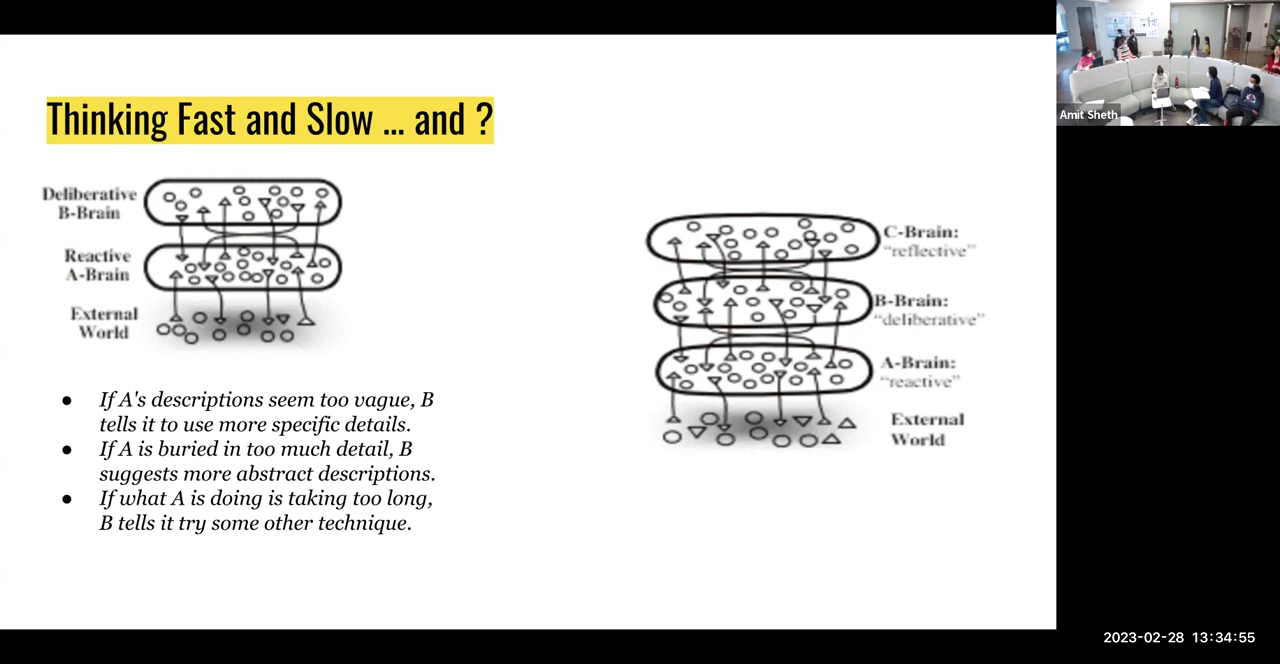 Thinking Fast and Slow ... and ?
Deliberative
B-Brain
Reactive
A-Brain
External
World
● If A's descriptions seem too vague, B
tells it to use more specific details.
● If A is buried in too much detail, B
suggests more abstract descriptions.
● If what A is doing is taking too long,
B tells it try some other technique.
C-Brain:
“reflective”
B-Brain:
“deliberative”
A-Brain:
“reactive”
External
World
Amit Sheth
2023-02-28 13:34:55